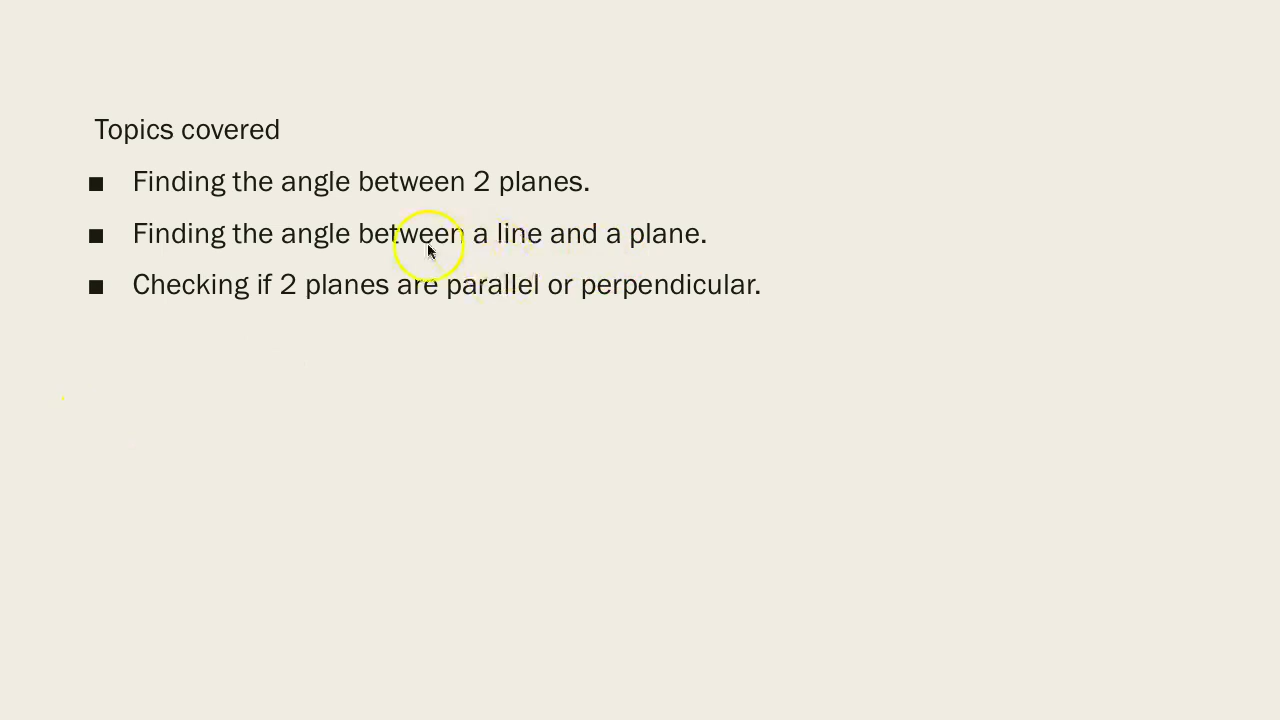 Topics covered
▪ Finding the angle between 2 planes.
▪ Finding the angle between a line and a plane.
▪ Checking if 2 planes are parallel or perpendicular.